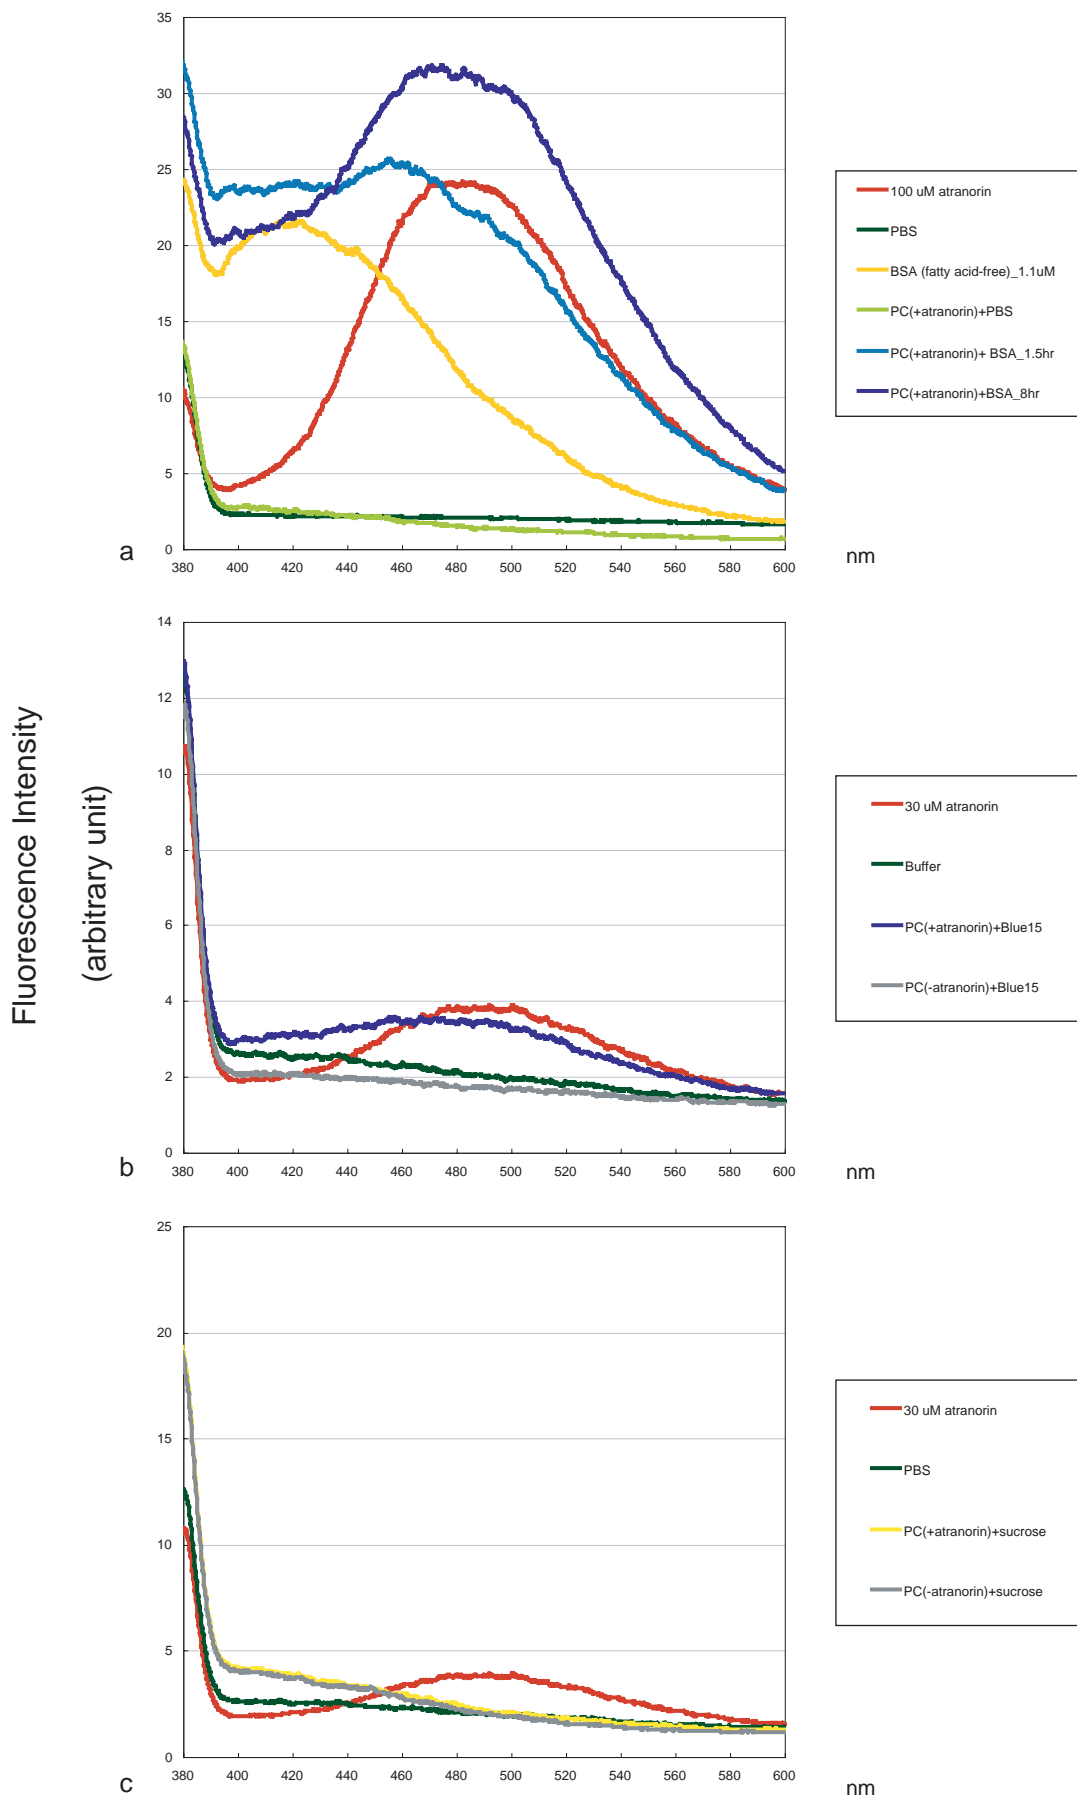 Fluorescence Intensity
(arbitrary unit)
35
30
25
20
15
10
5
0
380 400 420 440 460 480 500 520 540 560 580 600
a
nm
100 uM atranorin
PBS
BSA (fatty acid-free)_1.1uM
PC(+atranorin)+PBS
PC(+atranorin)+ BSA_1.5hr
PC(+atranorin)+BSA_8hr
14
12
10
8
6
4
2
0
380 400 420 440 460 480 500 520 540 560 580 600
b
nm
30 uM atranorin
Buffer
PC(+atranorin)+Blue15
PC(-atranorin)+Blue15
25
20
15
10
5
0
380 400 420 440 460 480 500 520 540 560 580 600
c
nm
30 uM atranorin
PBS
PC(+atranorin)+sucrose
PC(-atranorin)+sucrose